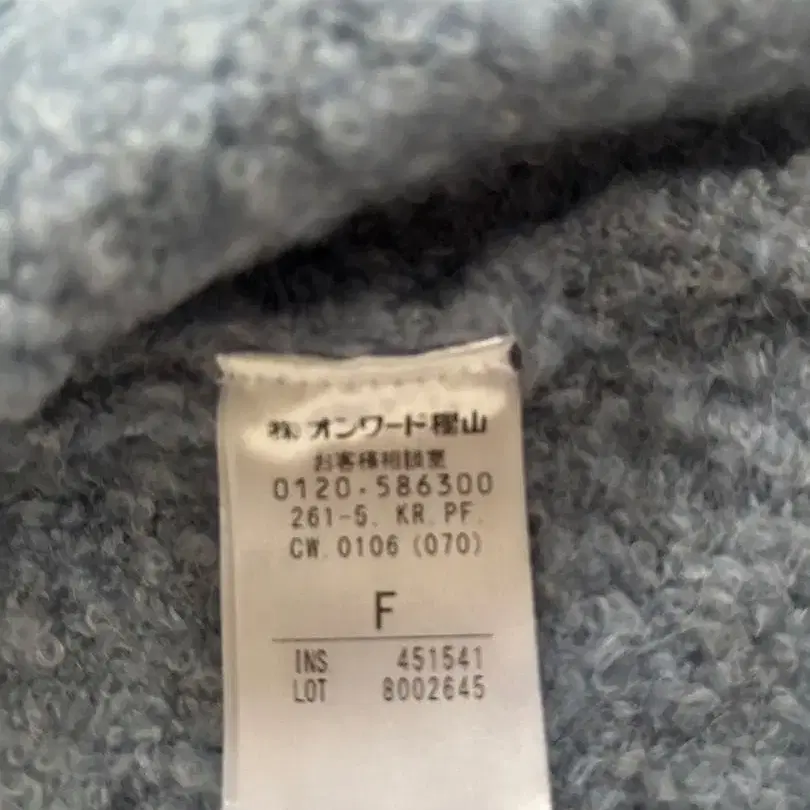 ㈱オンワード樫山
お客様相談室
0120-586300
261-5. KR. PF.
CW. 0106 (070)
F
INS 451541
LOT 8002645